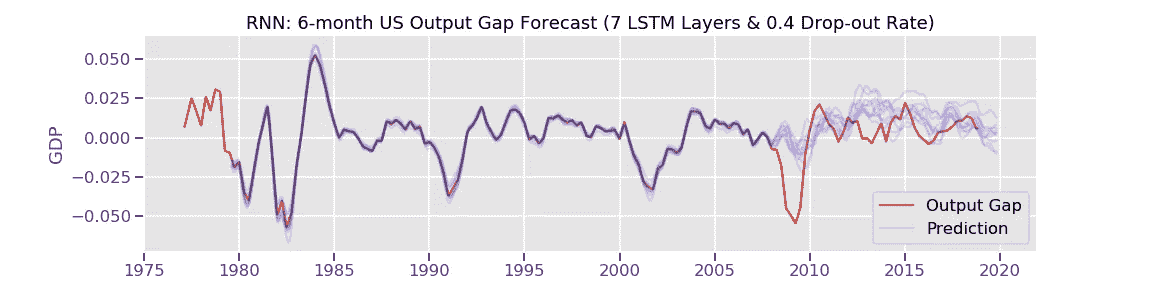 RNN: 6-month US Output Gap Forecast (7 LSTM Layers & 0.4 Drop-out Rate)
0.050
0.025
0.000
−0.025
−0.050
GDP
Output Gap
Prediction
1975 1980 1985 1990 1995 2000 2005 2010 2015 2020